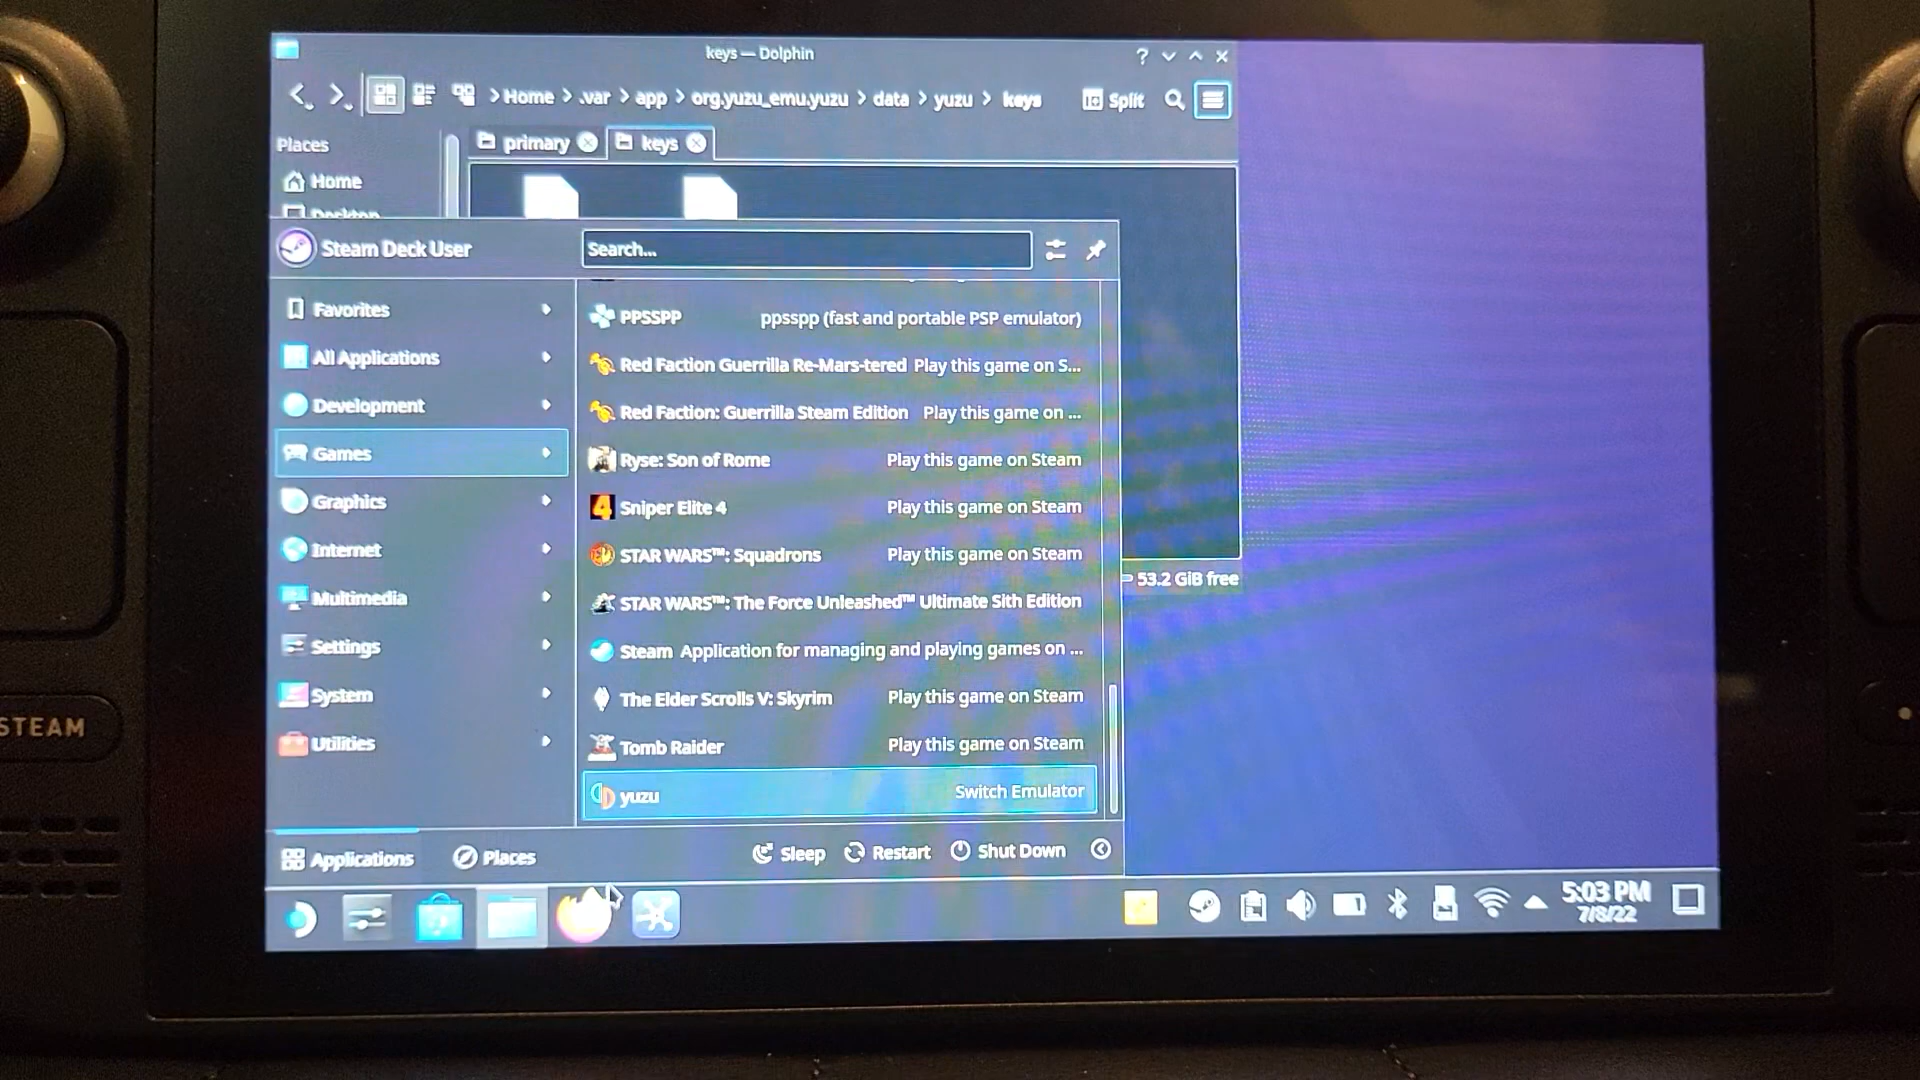 keys — Dolphin
Home > .var > app > org.yuzu_emu.yuzu > data > yuzu > keys
Split
Places
primary
keys
Home
Desktop
Steam Deck User
Search...
Favorites
All Applications
Development
Games
Graphics
Internet
Multimedia
Settings
System
Utilities
PPSSPP ppsspp (fast and portable PSP emulator)
Red Faction Guerrilla Re-Mars-tered Play this game on S...
Red Faction: Guerrilla Steam Edition Play this game on ...
Ryse: Son of Rome Play this game on Steam
Sniper Elite 4 Play this game on Steam
STAR WARS™: Squadrons Play this game on Steam
STAR WARS™: The Force Unleashed™ Ultimate Sith Edition
Steam Application for managing and playing games on ...
The Elder Scrolls V: Skyrim Play this game on Steam
Tomb Raider Play this game on Steam
yuzu Switch Emulator
53.2 GiB free
Applications
Places
Sleep
Restart
Shut Down
5:03 PM
7/8/22
STEAM